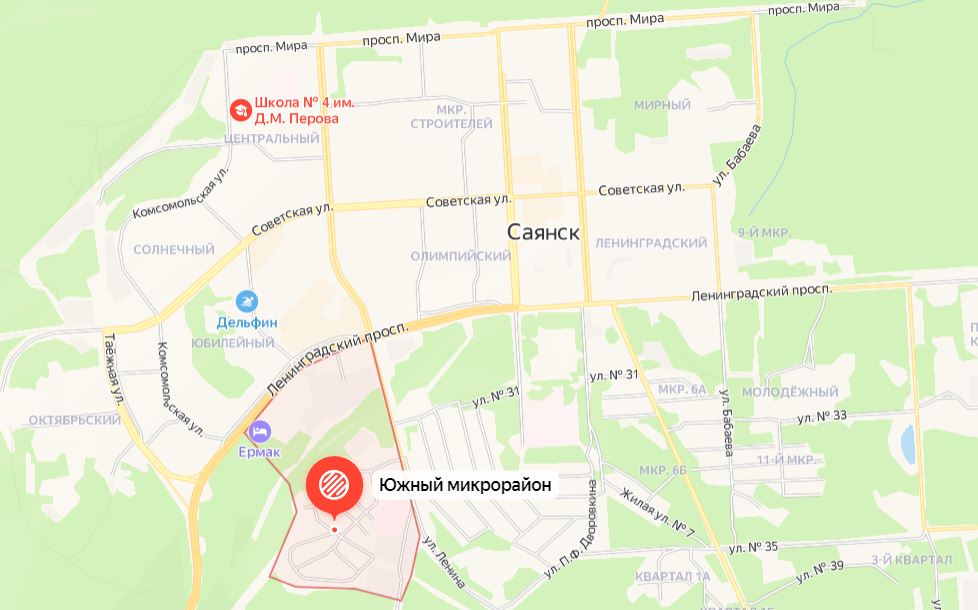 просп. Мира
просп. Мира
просп. Мира
просп. Мира
Школа № 4 им.
Д.М. Перова
МКР.
СТРОИТЕЛЕЙ
МИРНЫЙ
ЦЕНТРАЛЬНЫЙ
ул. Бабаева
Комсомольская ул.
Советская ул.
Советская ул.
Советская ул.
СОЛНЕЧНЫЙ
ОЛИМПИЙСКИЙ
Саянск
ЛЕНИНГРАДСКИЙ
9-Й МКР.
Дельфин
ЮБИЛЕЙНЫЙ
Ленинградский просп.
Ленинградский просп.
Таёжная ул.
Комсомольская ул.
ОКТЯБРЬСКИЙ
ул. № 31
ул. № 31
МКР. 6А
МОЛОДЁЖНЫЙ
ул. Бабаева
ул. № 33
Ермак
Южный микрорайон
МКР. 6Б
11-Й МКР.
Жилая ул. № 7
ул. П.Ф. Дворовкина
ул. Ленина
ул. № 35
ул. № 39
3-Й КВАРТАЛ
КВАРТАЛ 1А